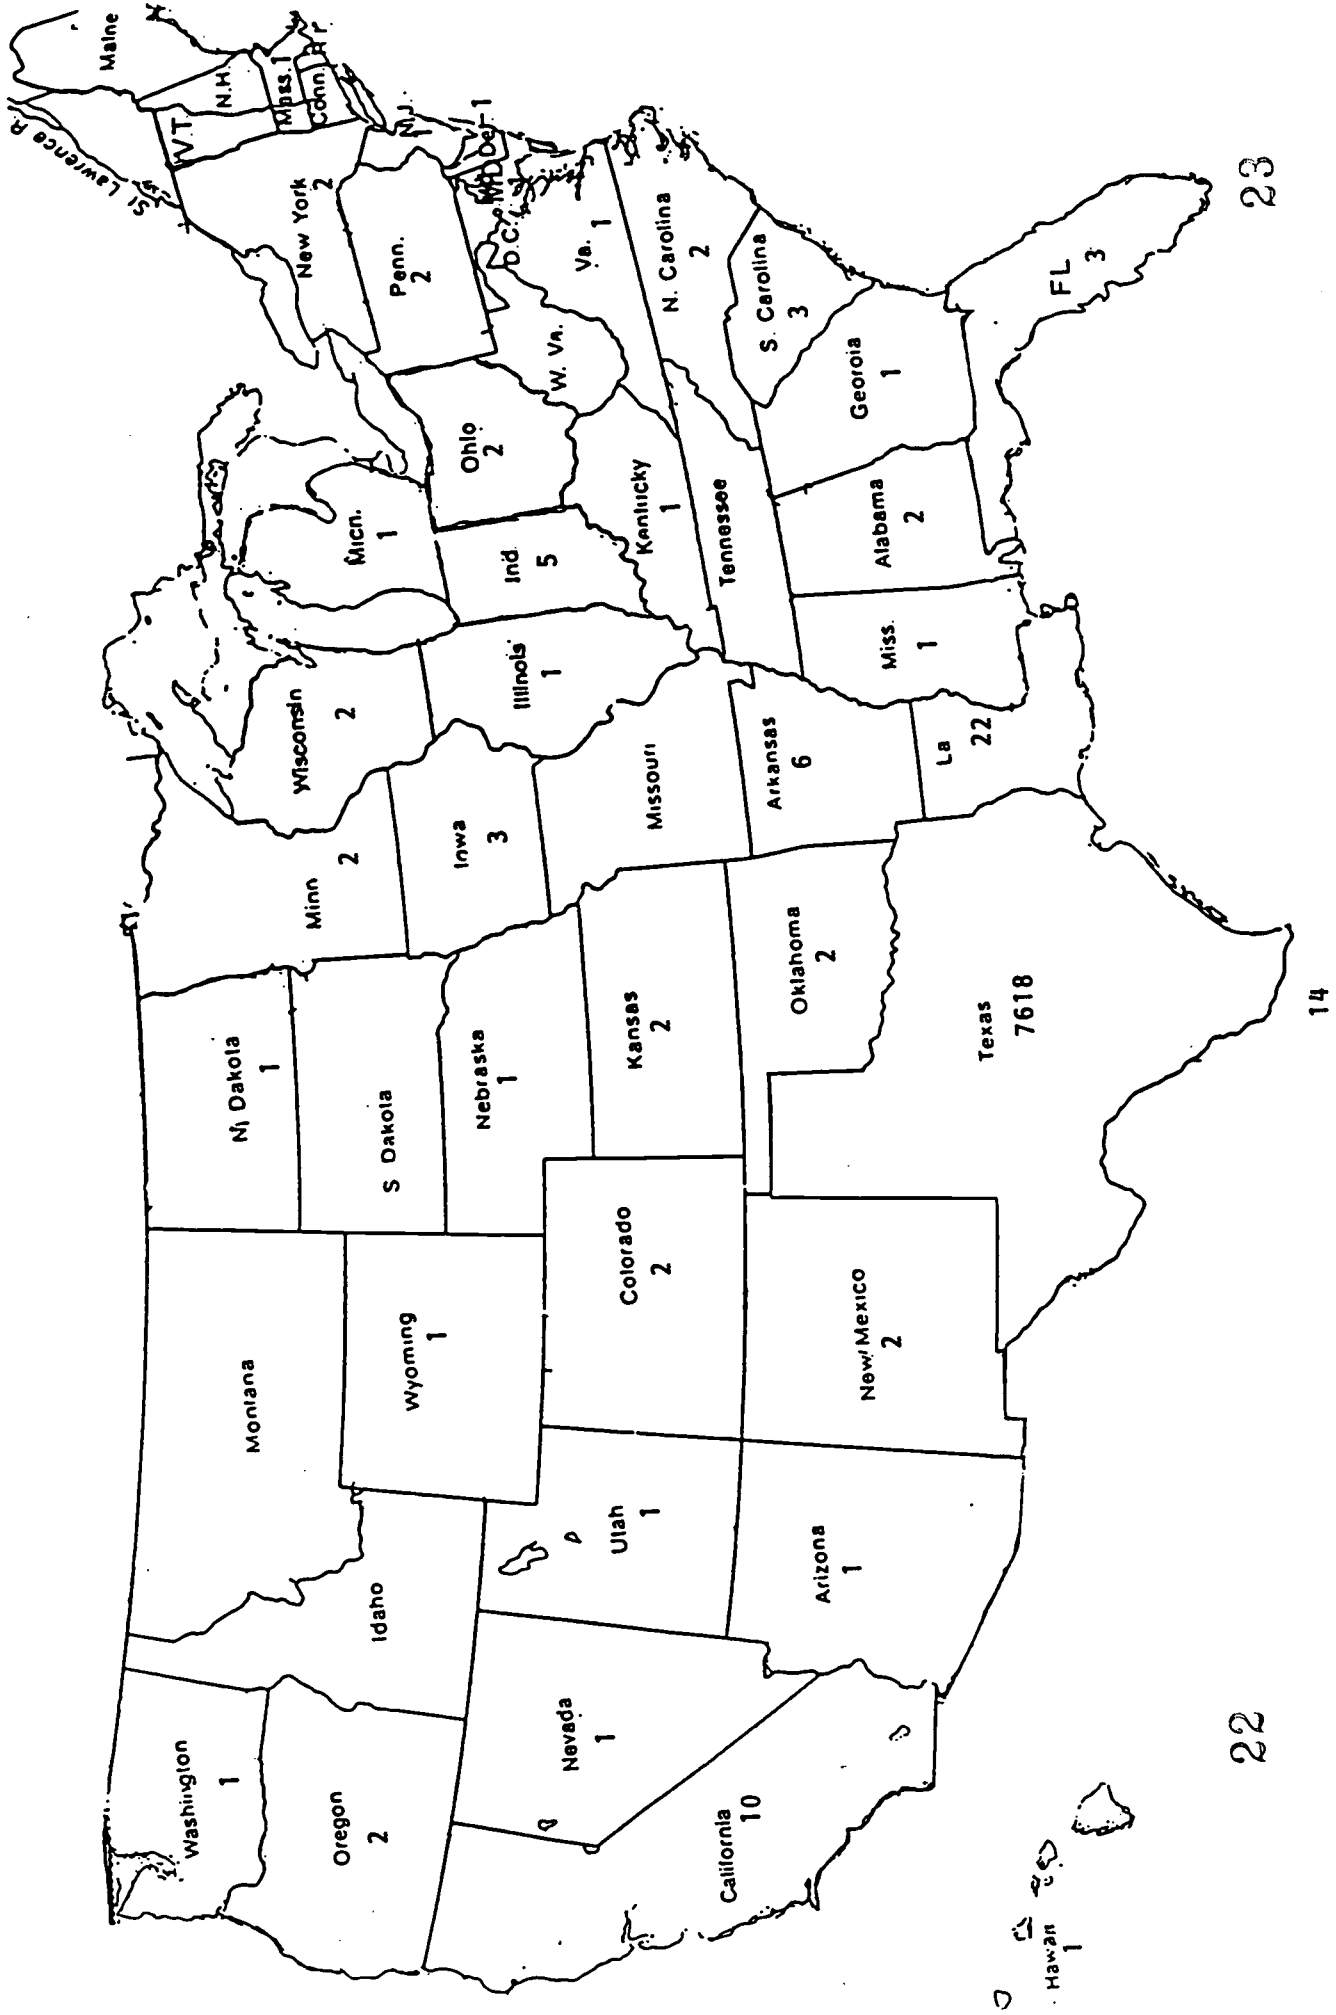 Maine
St. Lawrence R.
V.T.
N.H.
Mass. 1
Conn.
R I
New York
2
Penn.
2
N.J.
1
Del 1
D.C.
Va. 1
W. Va.
N. Carolina
2
S. Carolina
3
Georoia
1
FL
3
Ohio
2
Micn.
1
Ind
5
Kentucky
1
Tennessee
Alabama
2
Miss.
1
Wisconsin
2
Illinois
1
Minn
2
Iowa
3
Missouri
Arkansas
6
La
22
N Dakota
1
S Dakota
Nebraska
1
Kansas
2
Oklahoma
2
Texas
7618
Montana
Wyoming
1
Colorado
2
New Mexico
2
Idaho
Utah
1
Arizona
1
Washington
1
Oregon
2
Nevada
1
California
10
Hawaii
1
14
22
23